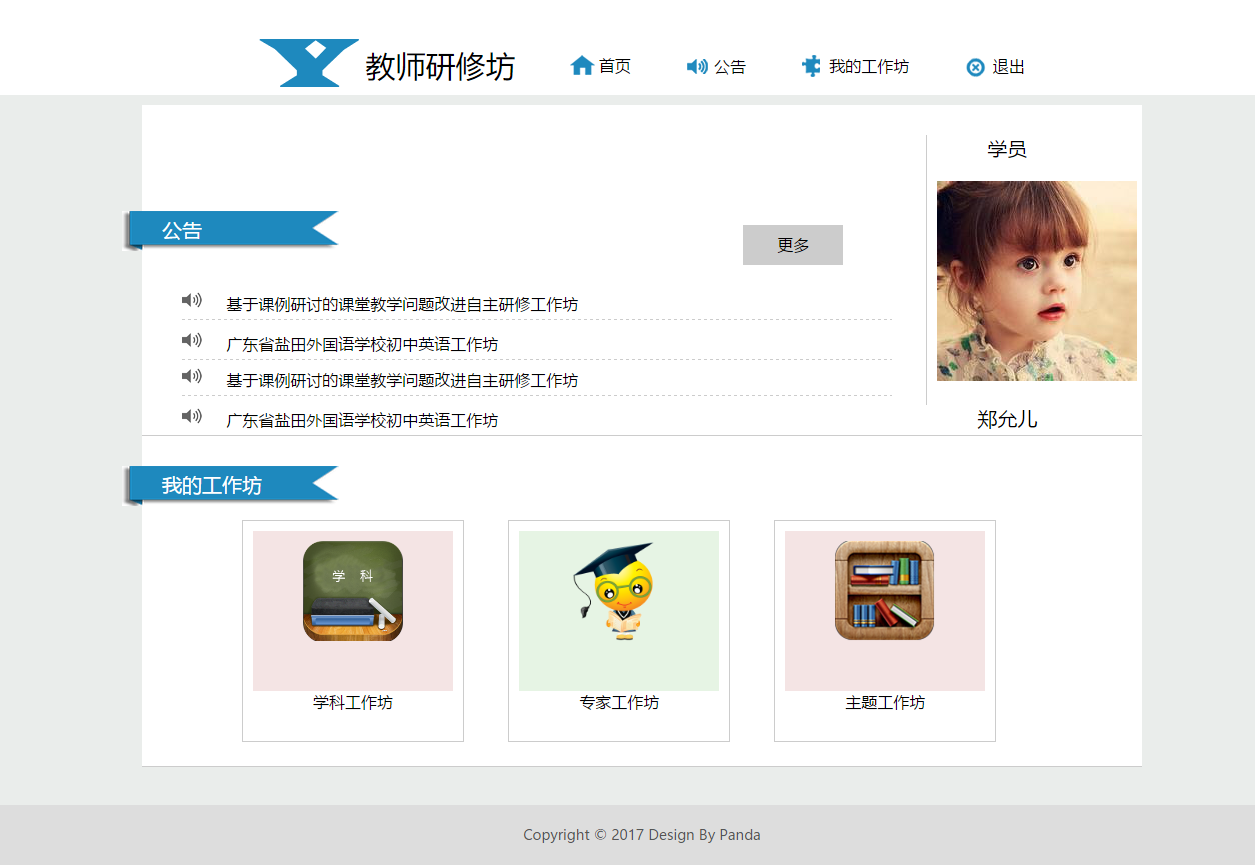 教师研修坊
首页
公告
我的工作坊
退出
学员
公告
更多
基于课例研讨的课堂教学问题改进自主研修工作坊
广东省盐田外国语学校初中英语工作坊
基于课例研讨的课堂教学问题改进自主研修工作坊
广东省盐田外国语学校初中英语工作坊
郑允儿
我的工作坊
学 科
学科工作坊
专家工作坊
主题工作坊
Copyright © 2017 Design By Panda